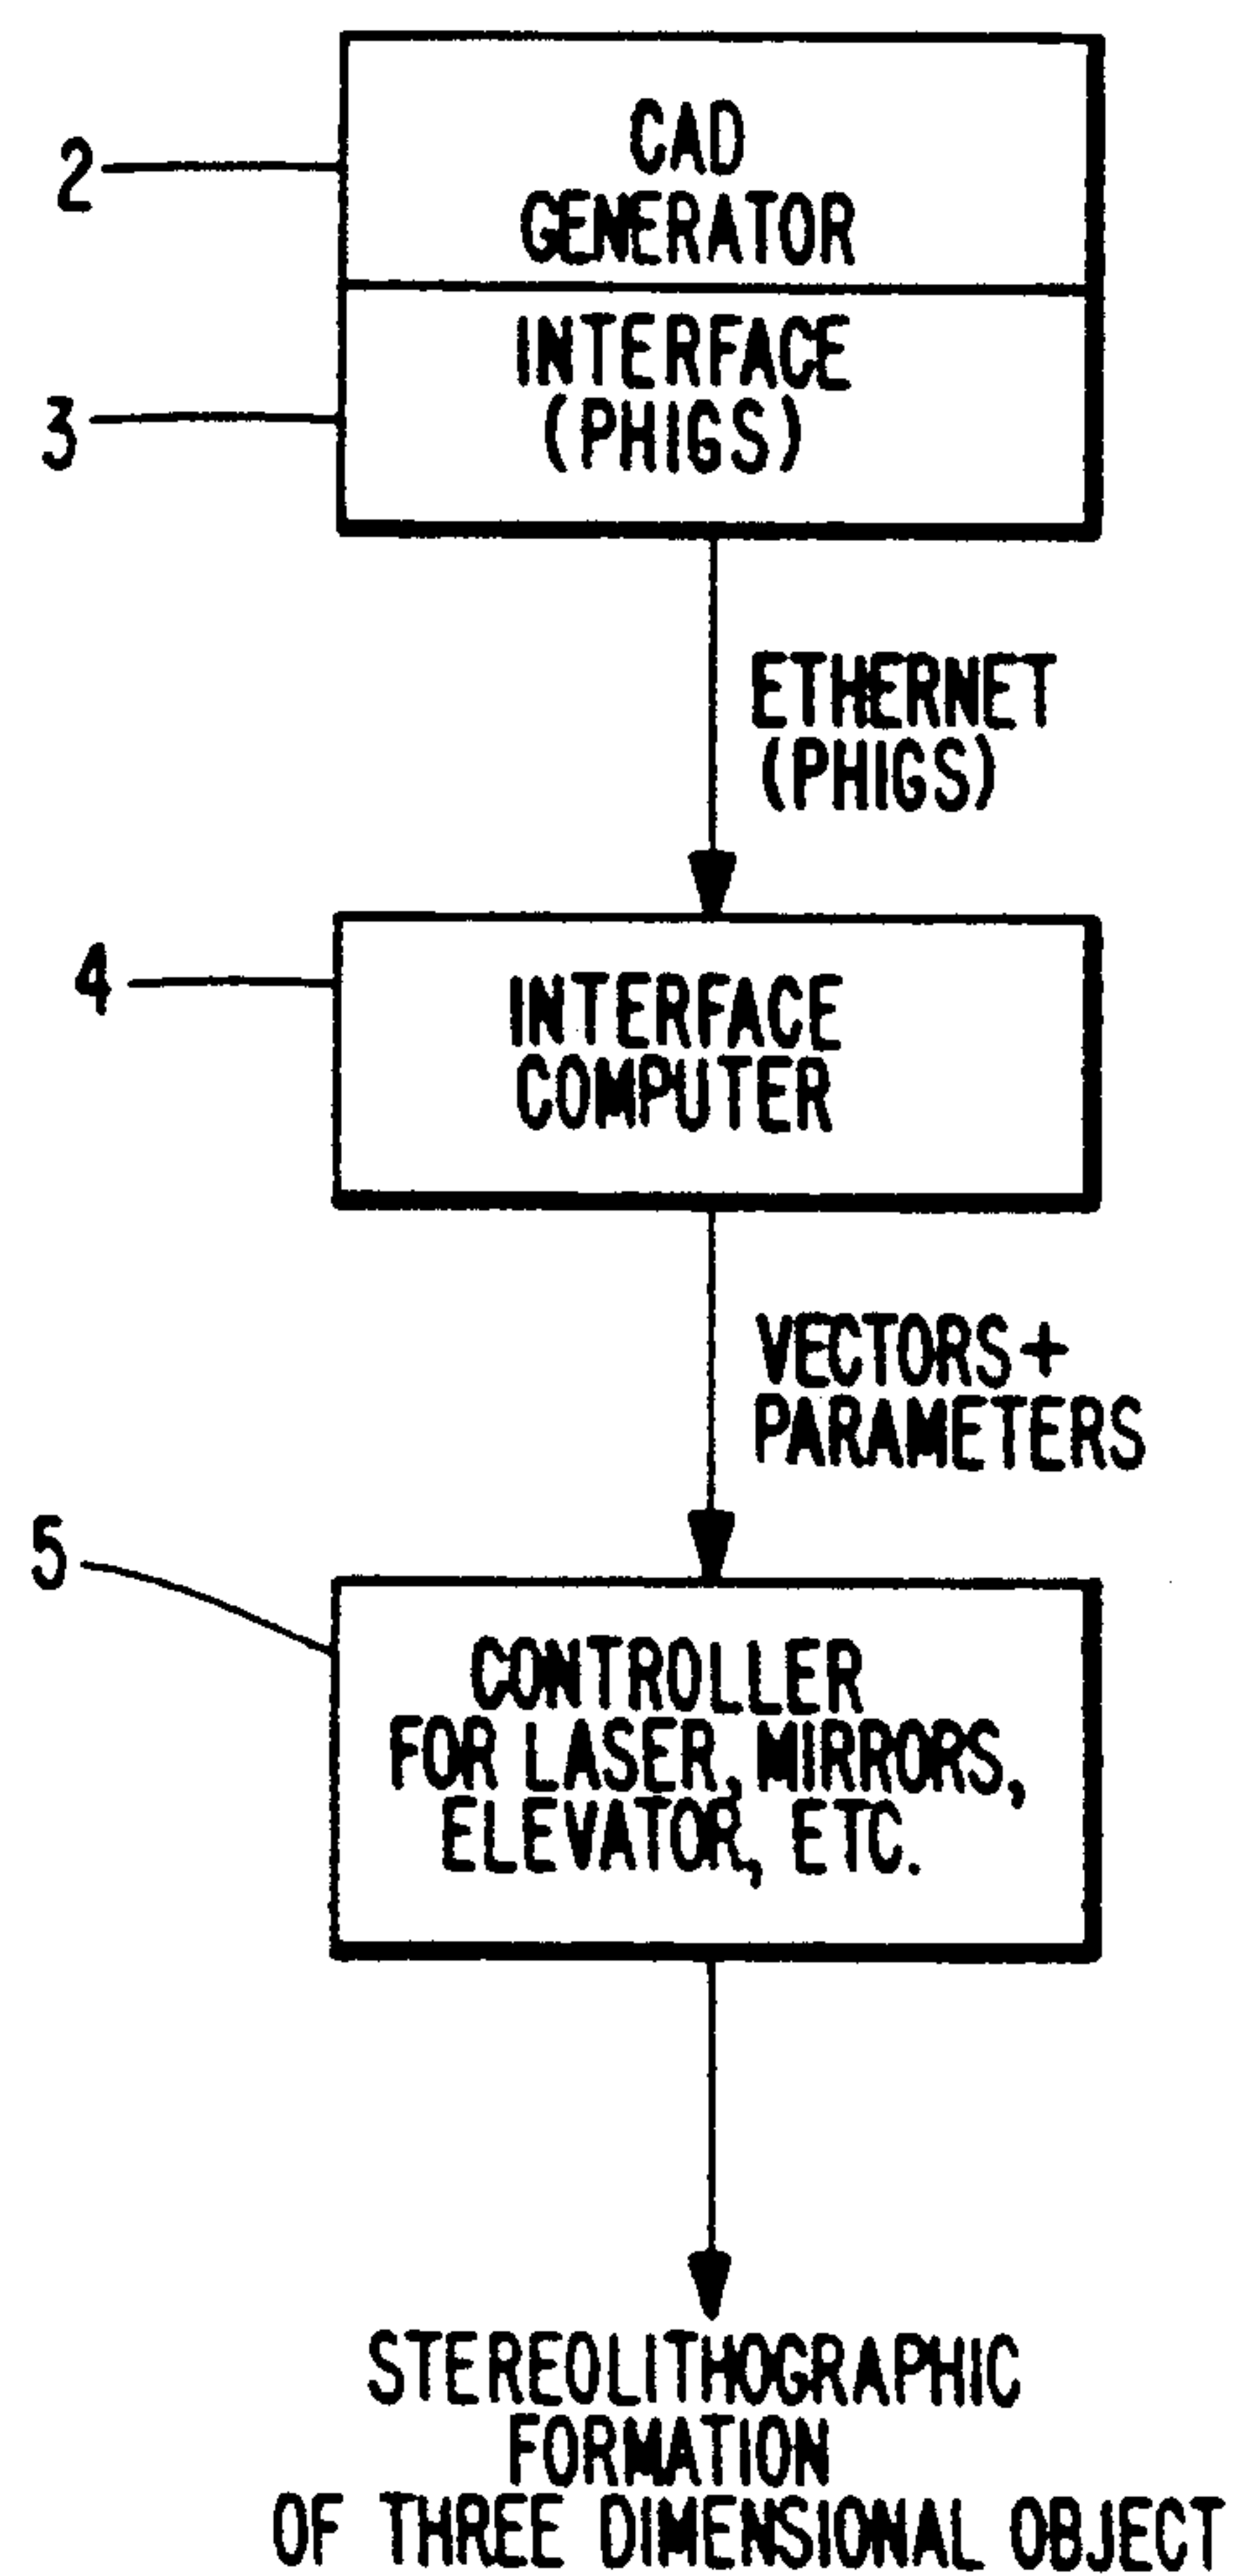 2
CAD
GENERATOR
3
INTERFACE
(PHIGS)
ETHERNET
(PHIGS)
4
INTERFACE
COMPUTER
VECTORS +
PARAMETERS
5
CONTROLLER
FOR LASER, MIRRORS,
ELEVATOR, ETC.
STEREOLITHOGRAPHIC
FORMATION
OF THREE DIMENSIONAL OBJECT